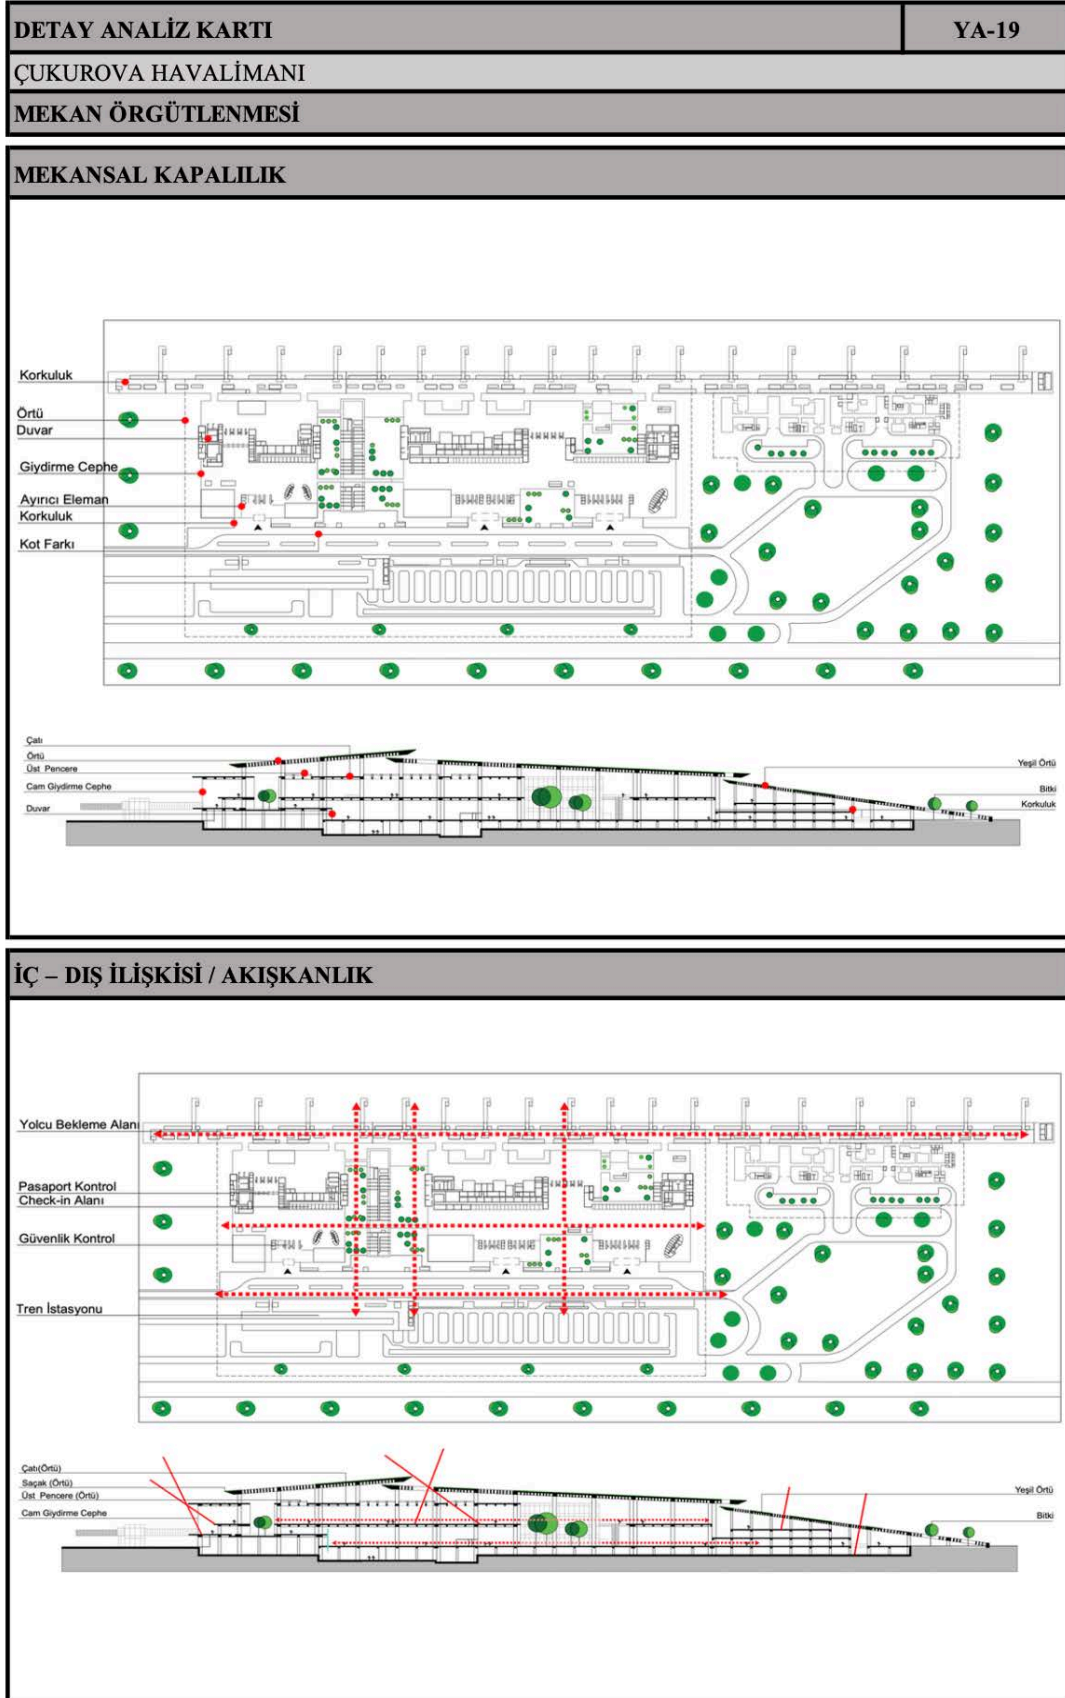 DETAY ANALİZ KARTI YA-19
ÇUKUROVA HAVALİMANI
MEKAN ÖRGÜTLENMESİ
MEKANSAL KAPALILIK
Korkuluk
Örtü
Duvar
Giydirme Cephe
Ayırıcı Eleman
Korkuluk
Kot Farkı
Çatı
Örtü
Üst Pencere
Cam Giydirme Cephe
Duvar
Yeşil Örtü
Bitki
Korkuluk
İÇ – DIŞ İLİŞKİSİ / AKIŞKANLIK
Yolcu Bekleme Alanı
Pasaport Kontrol
Check-in Alanı
Güvenlik Kontrol
Tren İstasyonu
Çatı(Örtü)
Saçak (Örtü)
Üst Pencere (Örtü)
Cam Giydirme Cephe
Yeşil Örtü
Bitki